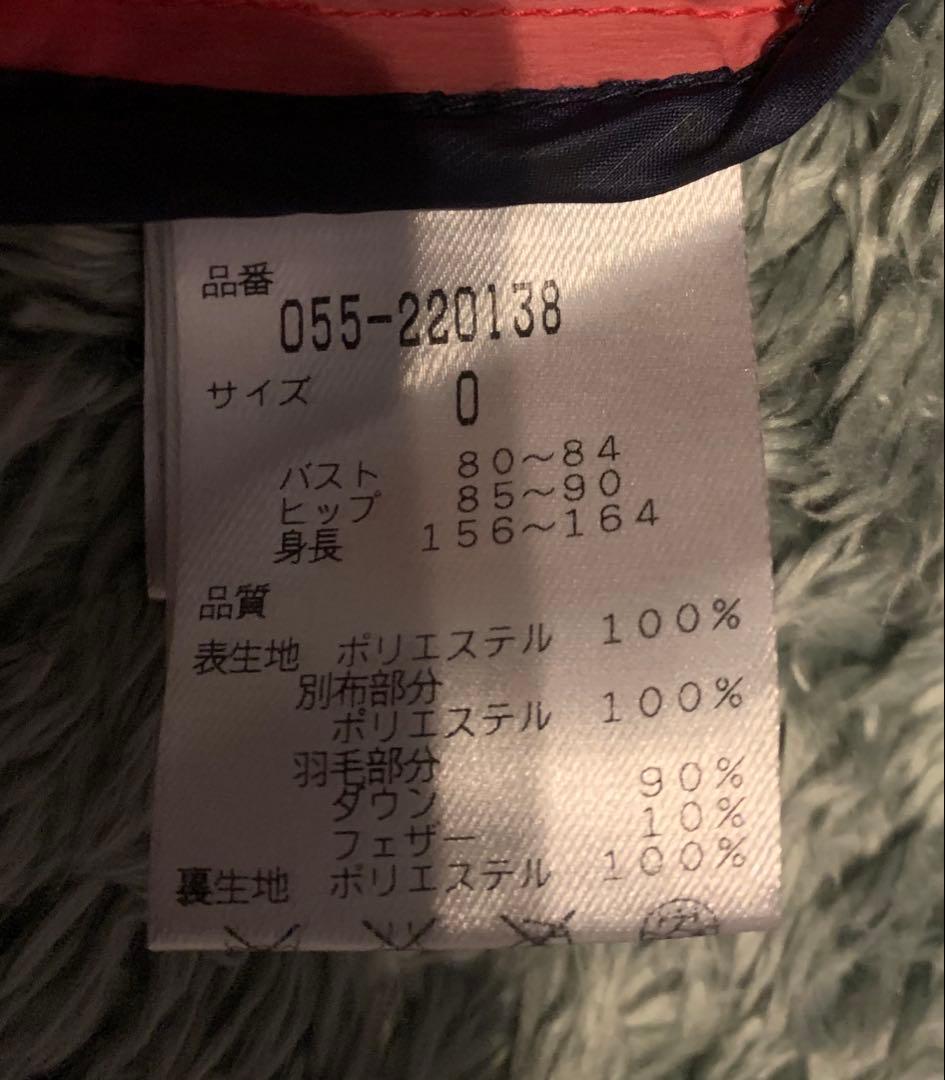 品番
055-220138
サイズ 0
バスト 80～84
ヒップ 85～90
身長 156～164
品質
表生地 ポリエステル 100%
別布部分
ポリエステル 100%
羽毛部分
ダウン 90%
フェザー 10%
裏生地 ポリエステル 100%